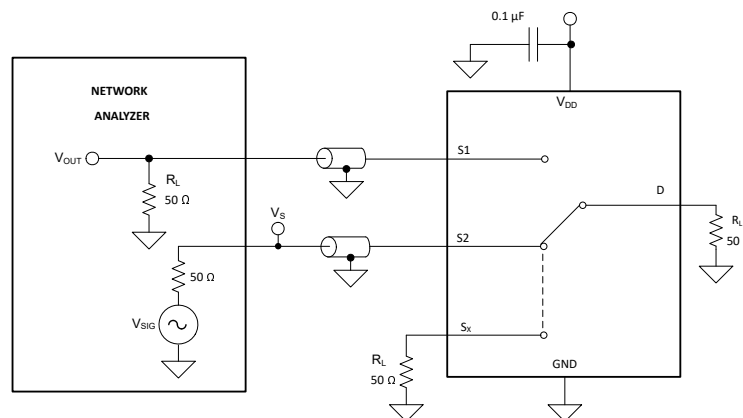 0.1 µF
NETWORK
ANALYZER
VDD
VOUT
S1
RL
50 Ω
D
VS
S2
RL
50
50 Ω
VSIG
SX
RL
50 Ω
GND